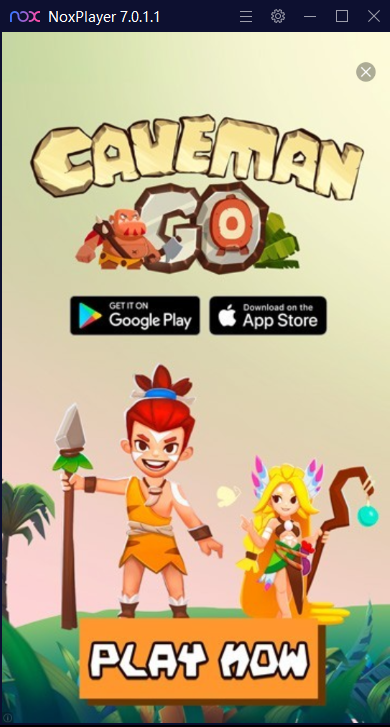 nox NoxPlayer 7.0.1.1
CAVEMAN
GO
GET IT ON
Google Play
Download on the
App Store
PLAY NOW